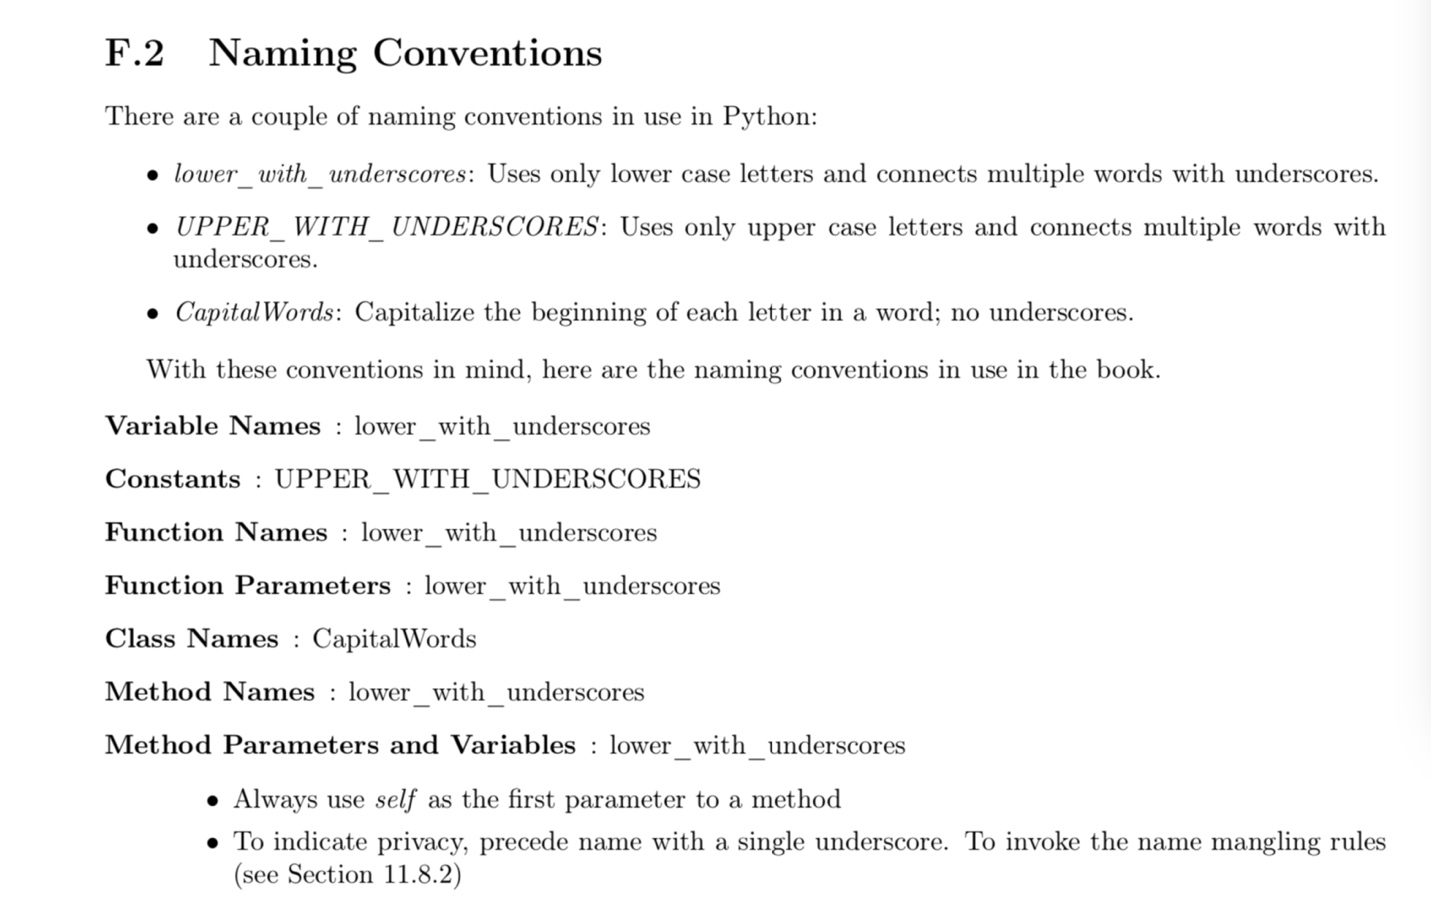 F.2 Naming Conventions
There are a couple of naming conventions in use in Python:
• lower_with_underscores: Uses only lower case letters and connects multiple words with underscores.
• UPPER_WITH_UNDERSCORES: Uses only upper case letters and connects multiple words with
underscores.
• CapitalWords: Capitalize the beginning of each letter in a word; no underscores.
With these conventions in mind, here are the naming conventions in use in the book.
Variable Names : lower_with_underscores
Constants : UPPER_WITH_UNDERSCORES
Function Names : lower_with_underscores
Function Parameters : lower_with_underscores
Class Names : CapitalWords
Method Names : lower_with_underscores
Method Parameters and Variables : lower_with_underscores
• Always use self as the first parameter to a method
• To indicate privacy, precede name with a single underscore. To invoke the name mangling rules
(see Section 11.8.2)